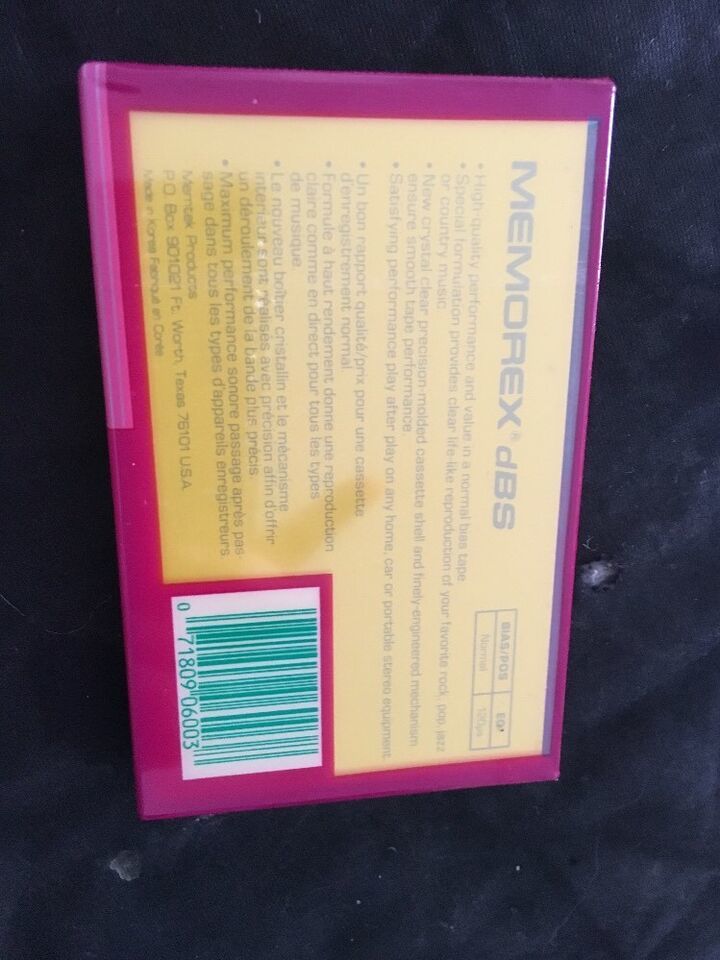 MEMOREX® dBS
BIAS/POS EQ'
Normal 120µs
• High-quality performance and value in a normal bias tape
• Special formulation provides clear life-like reproduction of your favorite rock, pop, jazz
or country music
• New crystal clear precision-molded cassette shell and finely-engineered mechanism
ensure smooth tape performance.
• Satisfying performance play after play on any home, car or portable stereo equipment.
• Un bon rapport qualité/prix pour une cassette
d'enregistrement normal
• Formule à haut rendement donne une reproduction
claire comme en direct pour tous les types
de musique
• Le nouveau boîtier cristallin et le mécanisme
intérieur sont réalisés avec précision affin d'offrir
un déroulement de la bande plus précis
• Maximum performance sonore passage après pas-
sage dans tous les types d'appareils enregistreurs.
Memtek Products
P.O. Box 901021 Ft. Worth, Texas 76101 U.S.A.
Made in Korea Fabriqué en Corée
0 71809 06003